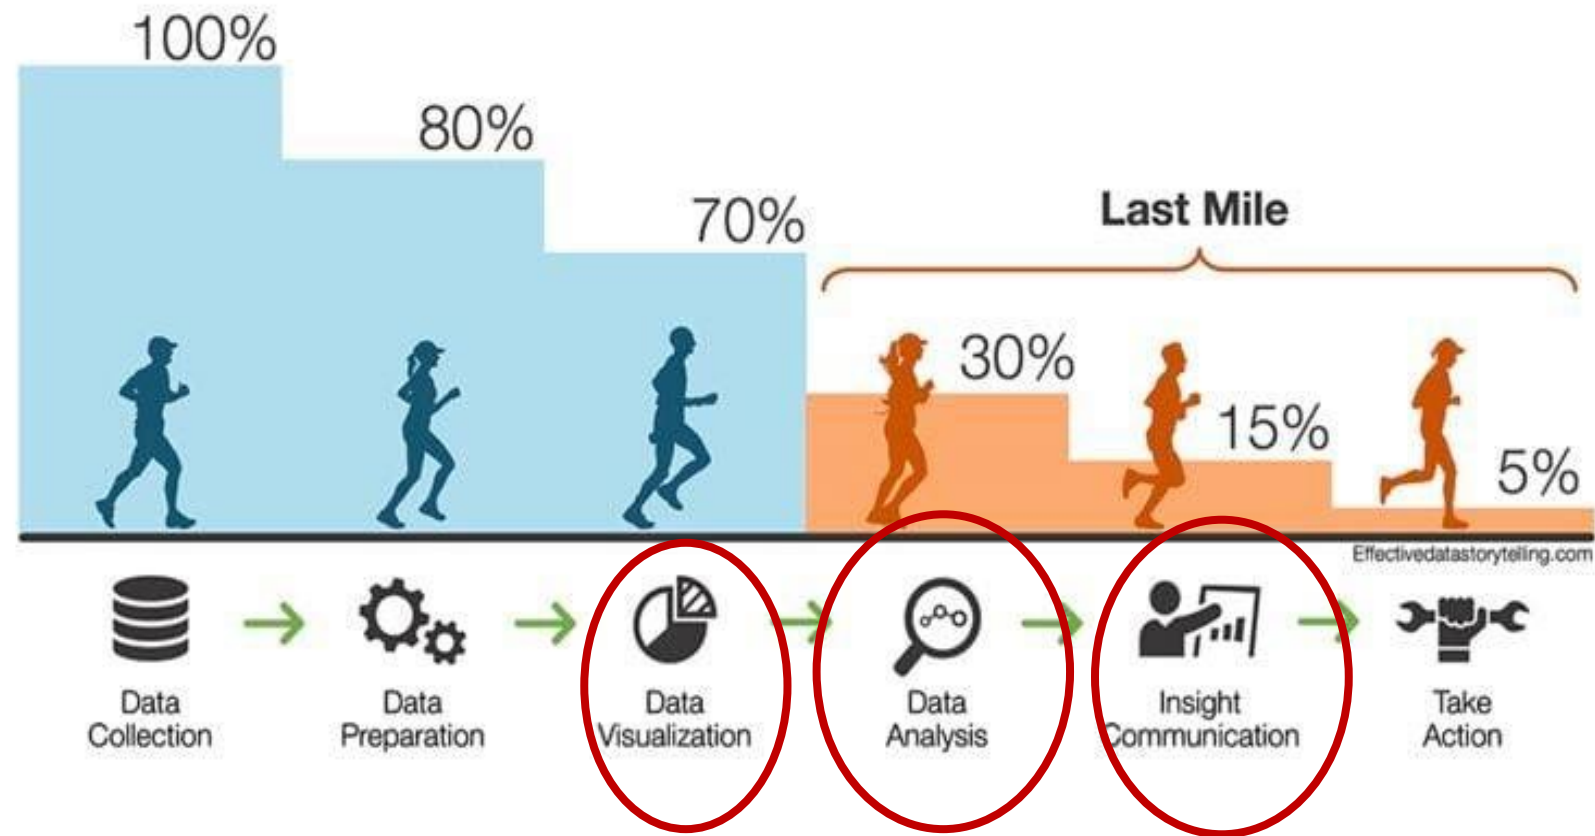 100%
80%
70%
Last Mile
30%
15%
5%
Effectivedatastorytelling.com
Data
Collection
Data
Preparation
Data
Visualization
Data
Analysis
Insight
Communication
Take
Action